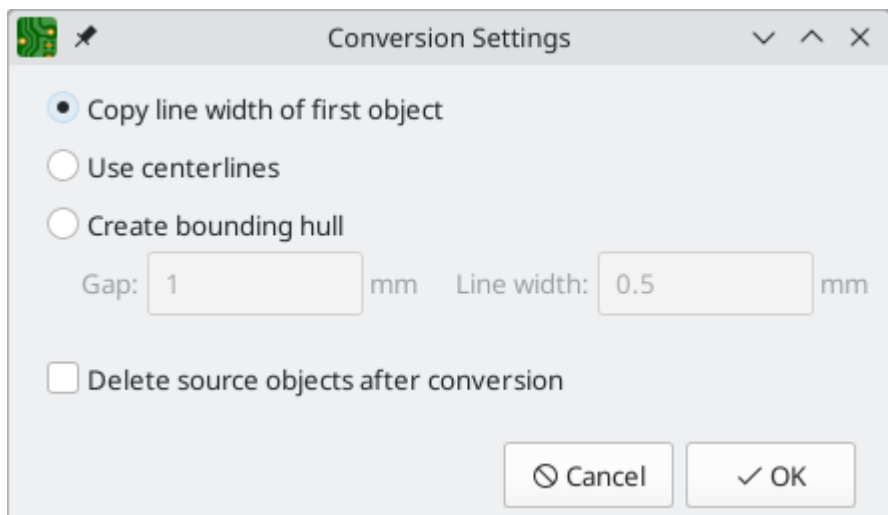 Conversion Settings
Copy line width of first object
Use centerlines
Create bounding hull
Gap: 1 mm Line width: 0.5 mm
Delete source objects after conversion
Cancel OK